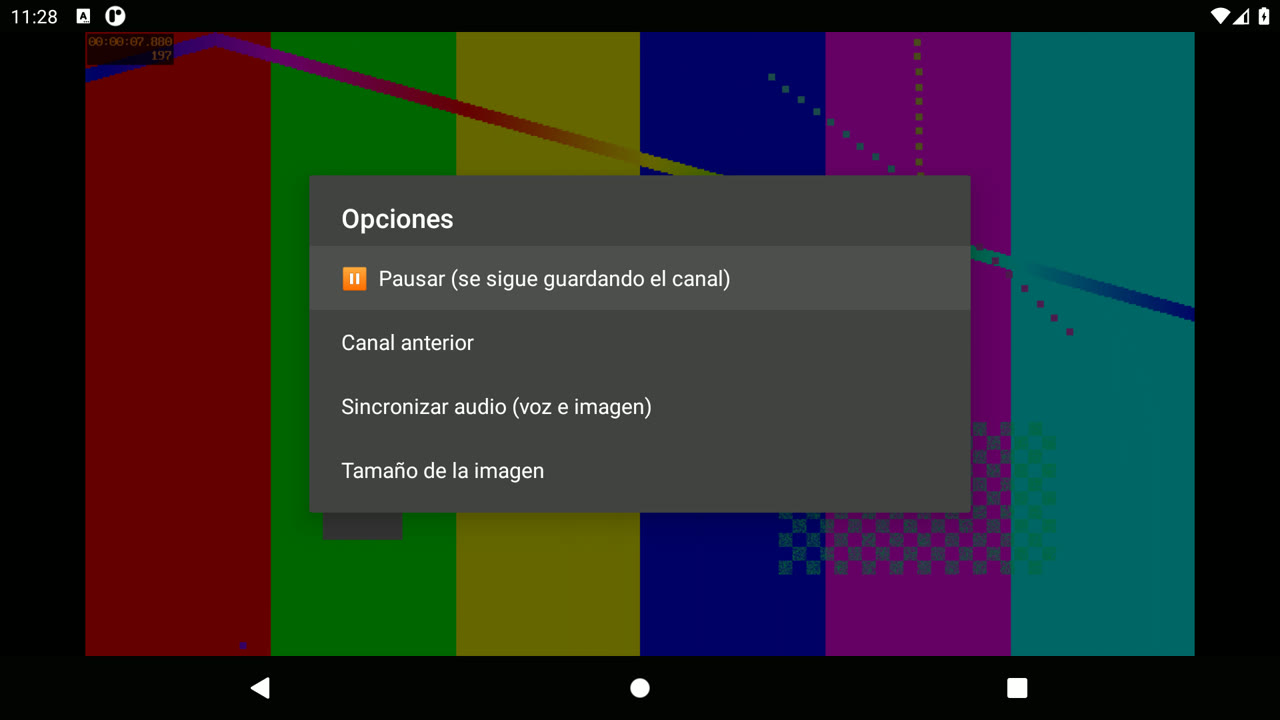 11:28
00:00:07.880
197
Opciones
Pausar (se sigue guardando el canal)
Canal anterior
Sincronizar audio (voz e imagen)
Tamaño de la imagen